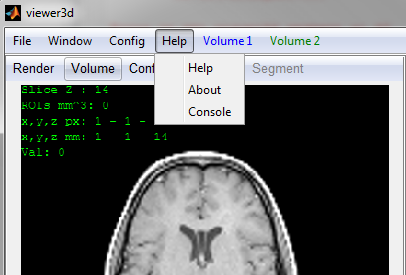 viewer3d
File Window Config Help Volume 1 Volume 2
Render Volume Conf Segment
Help
About
Console
Slice Z : 14
ROIs mm^3: 0
x,y,z px: 1 - 1 -
x,y,z mm: 1 1 14
Val: 0